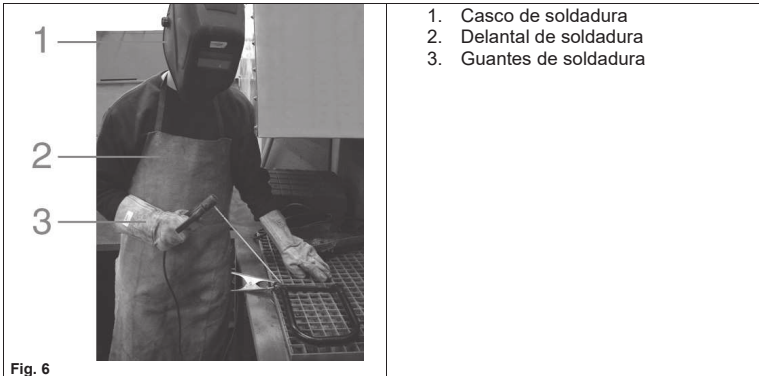 1
2
3
Fig. 6
1. Casco de soldadura
2. Delantal de soldadura
3. Guantes de soldadura